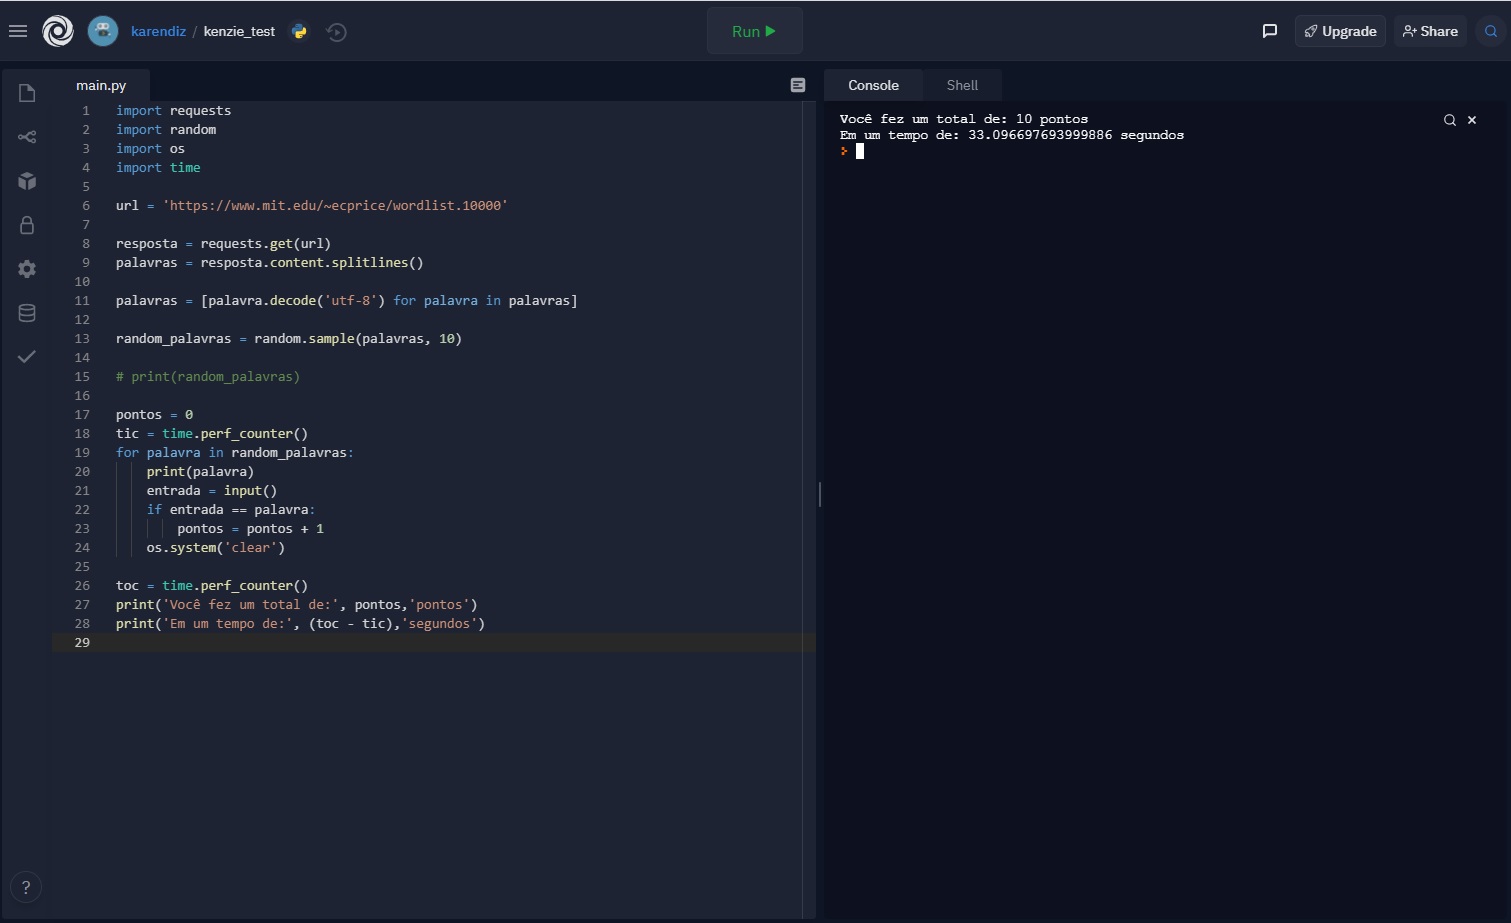 karendiz / kenzie_test
Run
Upgrade
Share
main.py
1 import requests
2 import random
3 import os
4 import time
5
6 url = 'https://www.mit.edu/~ecprice/wordlist.10000'
7
8 resposta = requests.get(url)
9 palavras = resposta.content.splitlines()
10
11 palavras = [palavra.decode('utf-8') for palavra in palavras]
12
13 random_palavras = random.sample(palavras, 10)
14
15 # print(random_palavras)
16
17 pontos = 0
18 tic = time.perf_counter()
19 for palavra in random_palavras:
20     print(palavra)
21     entrada = input()
22     if entrada == palavra:
23         pontos = pontos + 1
24     os.system('clear')
25
26 toc = time.perf_counter()
27 print('Você fez um total de:', pontos,'pontos')
28 print('Em um tempo de:', (toc - tic),'segundos')
29
?
Console Shell
Você fez um total de: 10 pontos
Em um tempo de: 33.096697693999886 segundos